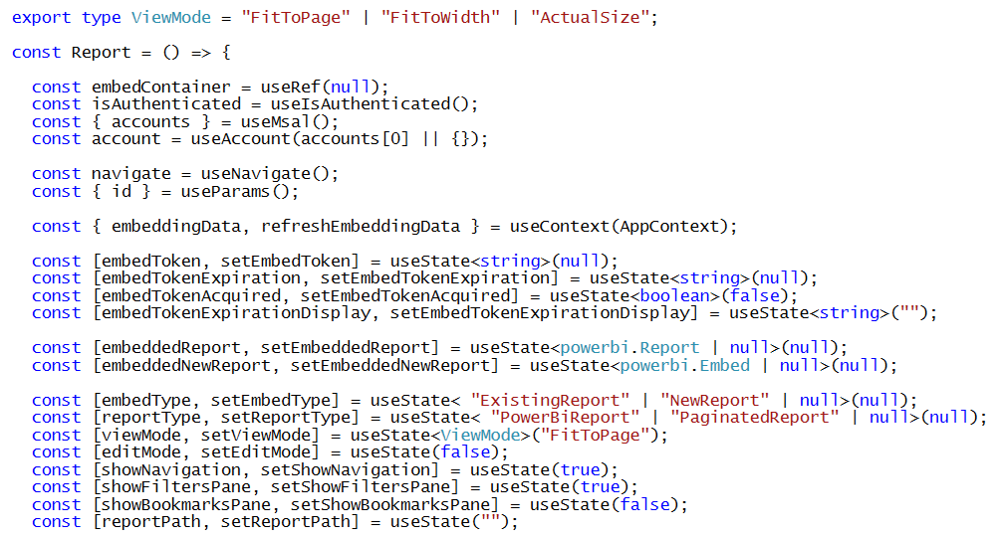 export type ViewMode = "FitToPage" | "FitToWidth" | "ActualSize";
const Report = () => {
const embedContainer = useRef(null);
const isAuthenticated = useIsAuthenticated();
const { accounts } = useMsal();
const account = useAccount(accounts[0] || {});
const navigate = useNavigate();
const { id } = useParams();
const { embeddingData, refreshEmbeddingData } = useContext(AppContext);
const [embedToken, setEmbedToken] = useState<string>(null);
const [embedTokenExpiration, setEmbedTokenExpiration] = useState<string>(null);
const [embedTokenAcquired, setEmbedTokenAcquired] = useState<boolean>(false);
const [embedTokenExpirationDisplay, setEmbedTokenExpirationDisplay] = useState<string>("");
const [embeddedReport, setEmbeddedReport] = useState<powerbi.Report | null>(null);
const [embeddedNewReport, setEmbeddedNewReport] = useState<powerbi.Embed | null>(null);
const [embedType, setEmbedType] = useState< "ExistingReport" | "NewReport" | null>(null);
const [reportType, setReportType] = useState< "PowerBiReport" | "PaginatedReport" | null>(null);
const [viewMode, setViewMode] = useState<ViewMode>("FitToPage");
const [editMode, setEditMode] = useState(false);
const [showNavigation, setShowNavigation] = useState(true);
const [showFiltersPane, setShowFiltersPane] = useState(true);
const [showBookmarksPane, setShowBookmarksPane] = useState(false);
const [reportPath, setReportPath] = useState("");